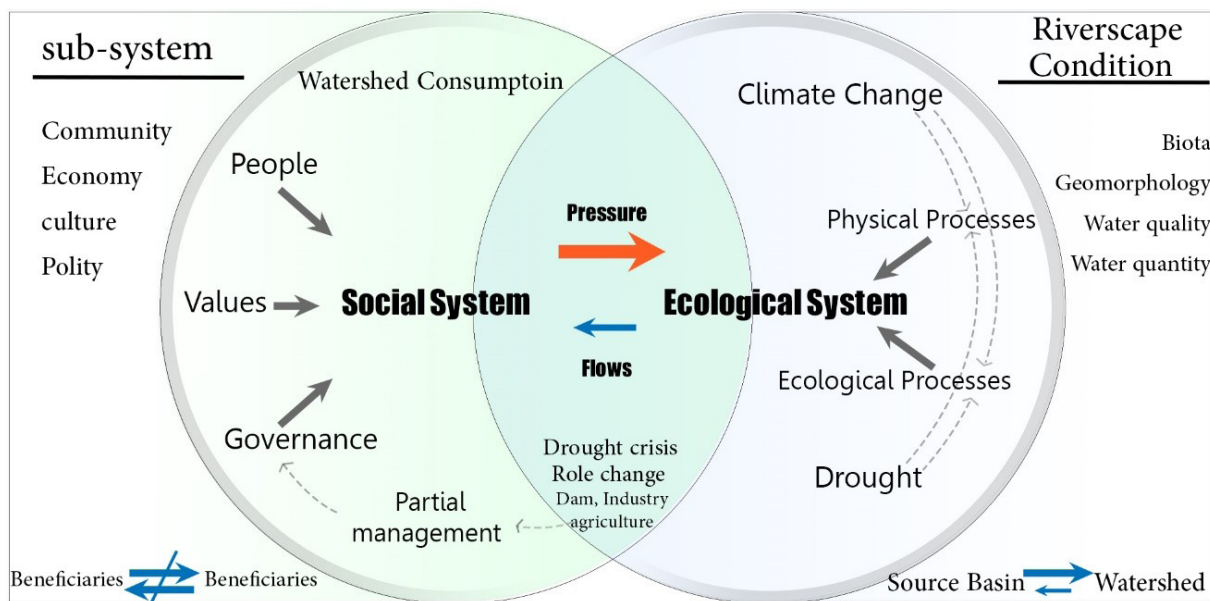 sub-system
Community
Economy
culture
Polity
Watershed Consumptoin
People
Values
Governance
Social System
Partial
management
Pressure
Flows
Drought crisis
Role change
Dam, Industry
agriculture
Ecological System
Climate Change
Physical Processes
Ecological Processes
Drought
Riverscape
Condition
Biota
Geomorphology
Water quality
Water quantity
Beneficiaries Beneficiaries
Source Basin Watershed